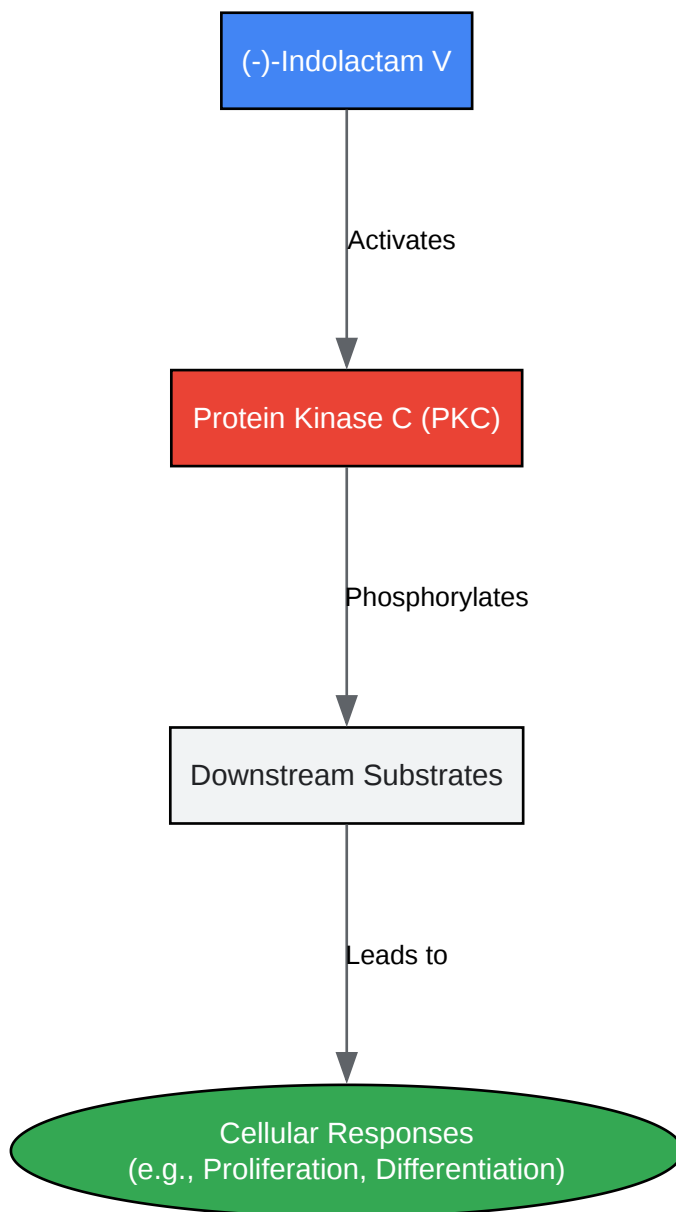 (-)-Indolactam V
Activates
Protein Kinase C (PKC)
Phosphorylates
Downstream Substrates
Leads to
Cellular Responses
(e.g., Proliferation, Differentiation)